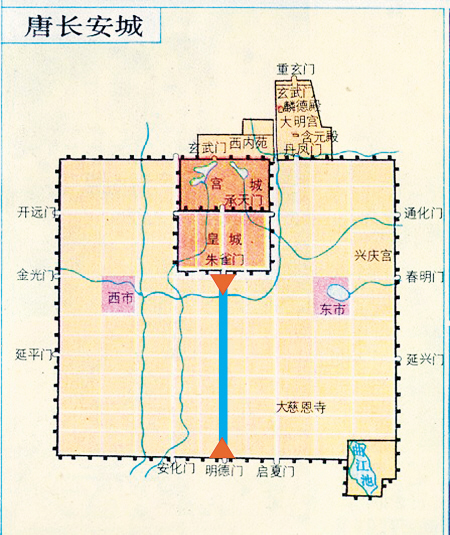 唐长安城
重玄门
玄武门
麟德殿
大明宫
含元殿
丹凤门
玄武门
西内苑
宫城
承天门
开远门
通化门
皇城
兴庆宫
朱雀门
金光门
春明门
西市
东市
延平门
延兴门
大慈恩寺
曲江池
安化门
明德门
启夏门